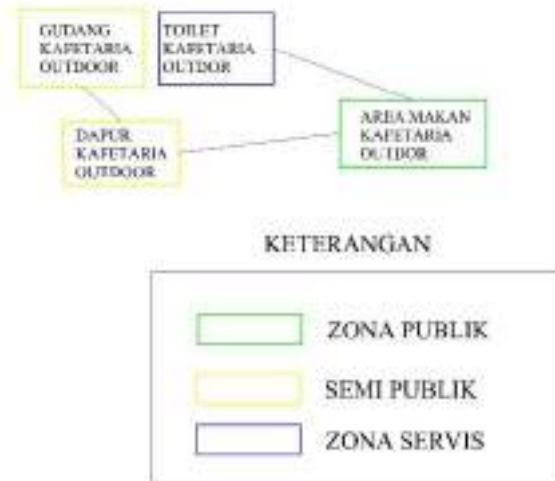 GUDANG
KAFETARIA
OUTDOOR
TOILET
KAFETARIA
OUTDOR
DAPUR
KAFETARIA
OUTDOOR
AREA MAKAN
KAFETARIA
OUTDOR
KETERANGAN
ZONA PUBLIK
SEMI PUBLIK
ZONA SERVIS